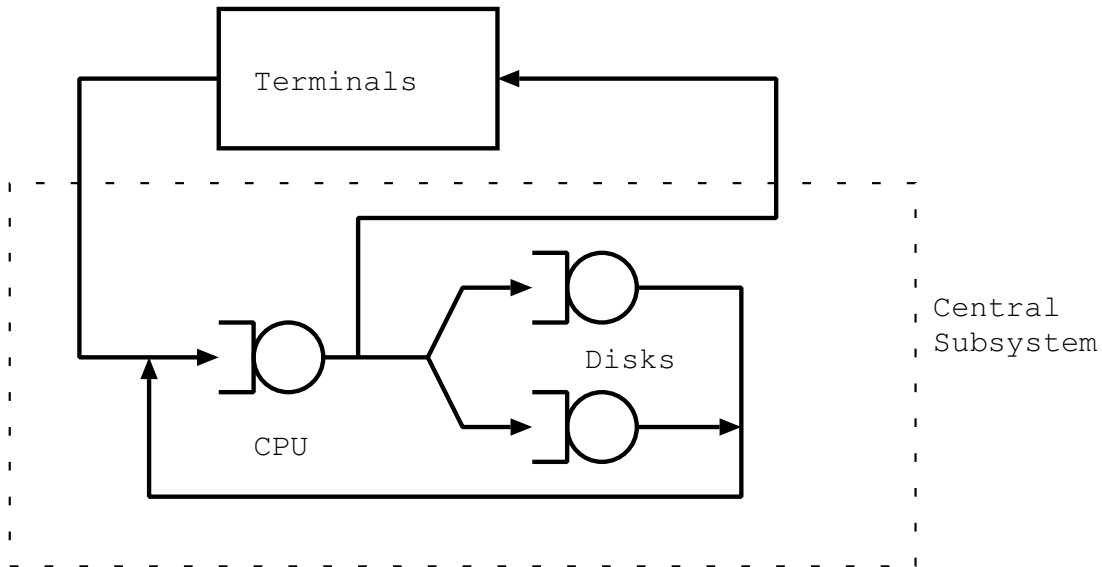 Terminals
Central
Subsystem
Disks
CPU